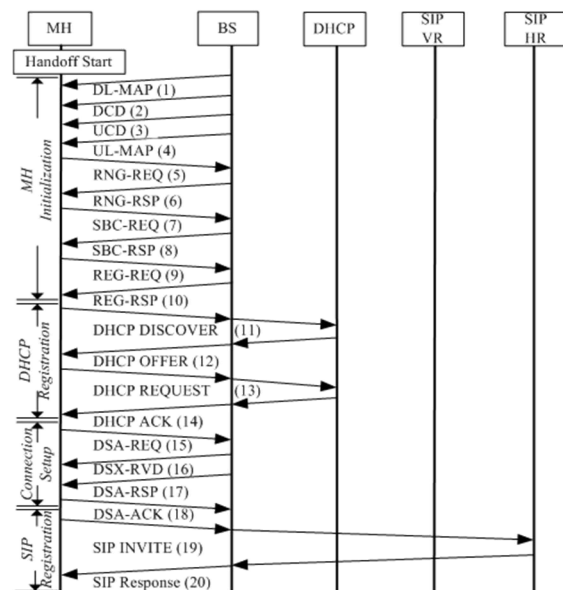 MH
BS
DHCP
SIP
VR
SIP
HR
Handoff Start
MH
Initialization
DL-MAP (1)
DCD (2)
UCD (3)
UL-MAP (4)
RNG-REQ (5)
RNG-RSP (6)
SBC-REQ (7)
SBC-RSP (8)
REG-REQ (9)
REG-RSP (10)
DHCP
Registration
DHCP DISCOVER (11)
DHCP OFFER (12)
DHCP REQUEST (13)
DHCP ACK (14)
Connection
Setup
DSA-REQ (15)
DSX-RVD (16)
DSA-RSP (17)
DSA-ACK (18)
SIP
Registration
SIP INVITE (19)
SIP Response (20)